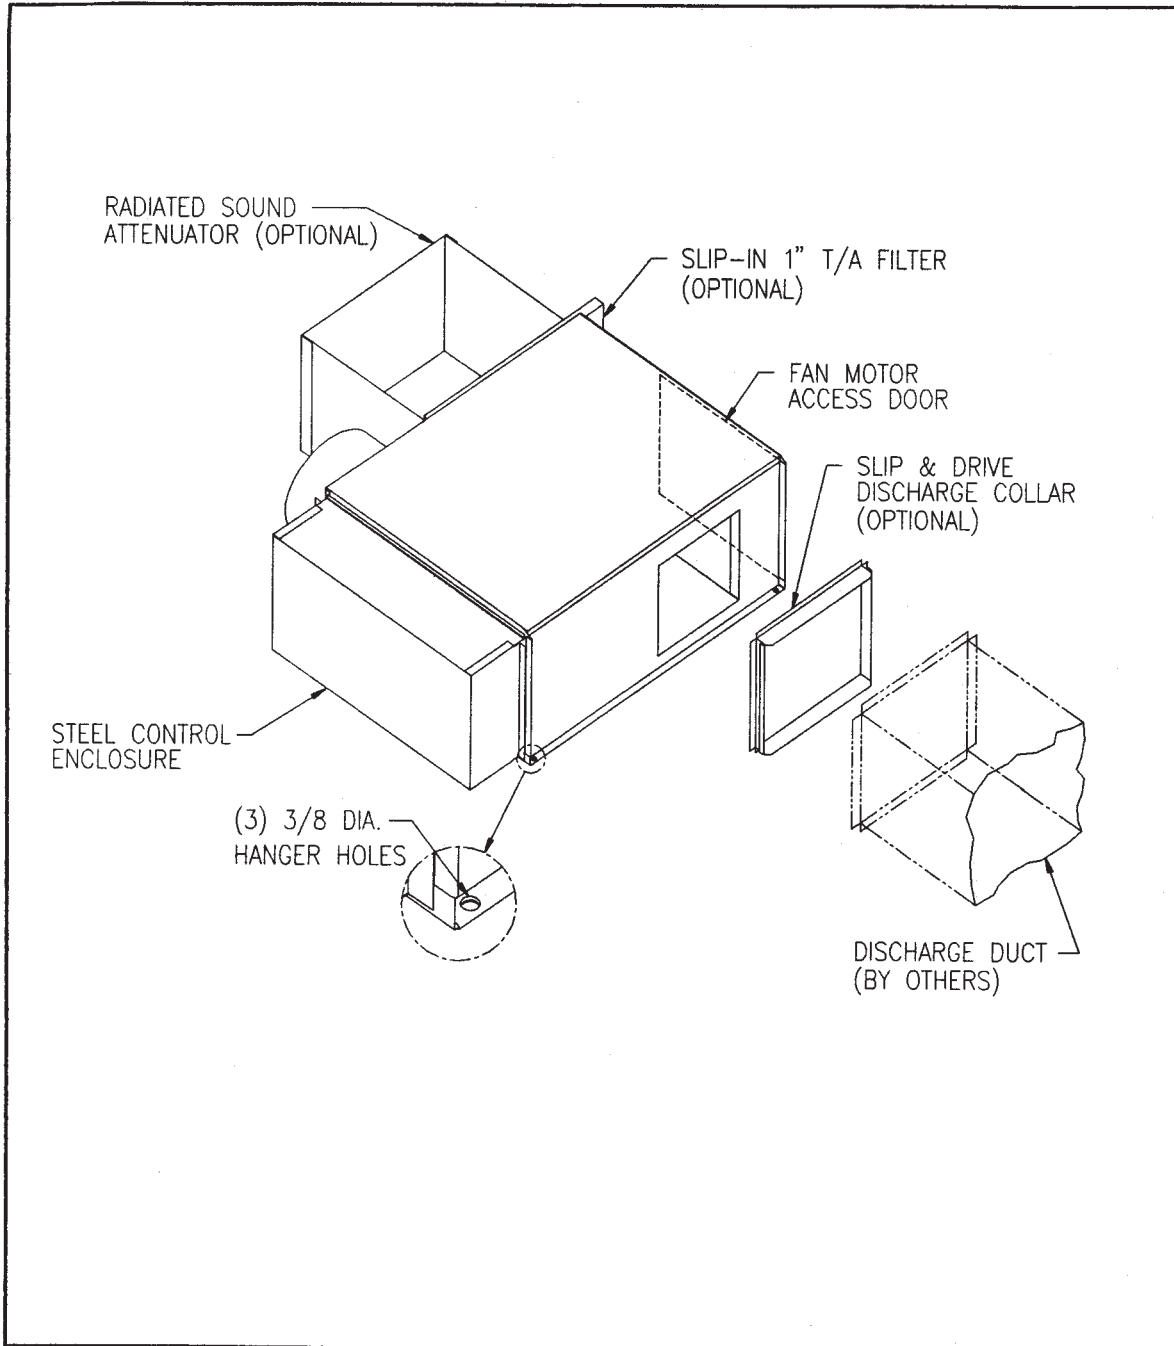 RADIATED SOUND
ATTENUATOR (OPTIONAL)
SLIP-IN 1" T/A FILTER
(OPTIONAL)
FAN MOTOR
ACCESS DOOR
SLIP & DRIVE
DISCHARGE COLLAR
(OPTIONAL)
STEEL CONTROL
ENCLOSURE
(3) 3/8 DIA.
HANGER HOLES
DISCHARGE DUCT
(BY OTHERS)